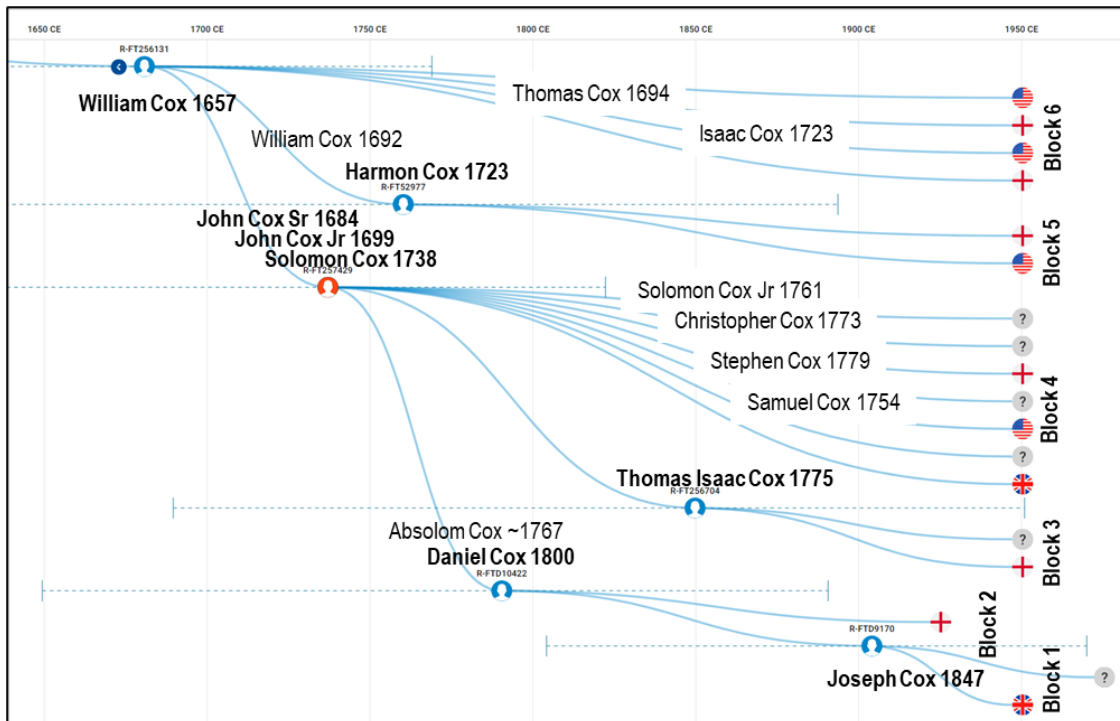 1650 CE
1700 CE
1750 CE
1800 CE
1850 CE
1900 CE
1950 CE
R-FT256131
William Cox 1657
Thomas Cox 1694
Isaac Cox 1723
Block 6
William Cox 1692
Harmon Cox 1723
R-FT52977
Block 5
John Cox Sr 1684
John Cox Jr 1699
Solomon Cox 1738
R-FT257429
Solomon Cox Jr 1761
Christopher Cox 1773
?
?
Stephen Cox 1779
Samuel Cox 1754
?
?
Block 4
Thomas Isaac Cox 1775
R-FT256704
?
Block 3
Absolom Cox ~1767
Daniel Cox 1800
R-FTD10422
Block 2
R-FTD9170
Joseph Cox 1847
?
Block 1